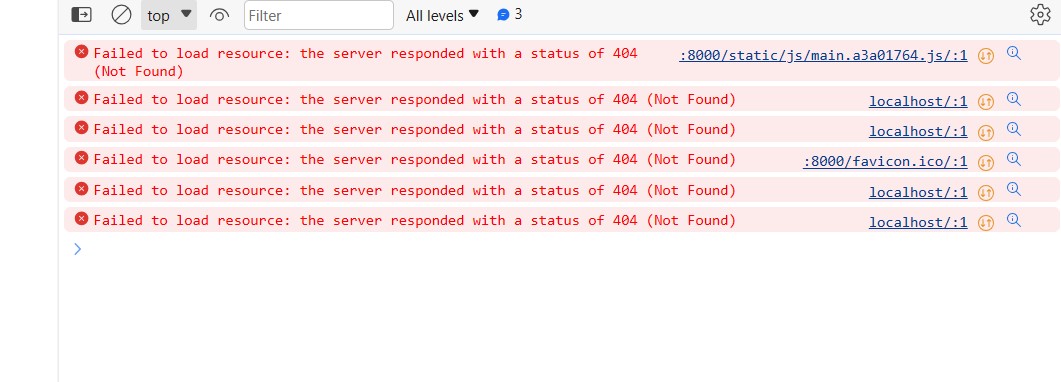 top Filter All levels 3
Failed to load resource: the server responded with a status of 404 :8000/static/js/main.a3a01764.js/:1
(Not Found)
Failed to load resource: the server responded with a status of 404 (Not Found) localhost/:1
Failed to load resource: the server responded with a status of 404 (Not Found) localhost/:1
Failed to load resource: the server responded with a status of 404 (Not Found) :8000/favicon.ico/:1
Failed to load resource: the server responded with a status of 404 (Not Found) localhost/:1
Failed to load resource: the server responded with a status of 404 (Not Found) localhost/:1